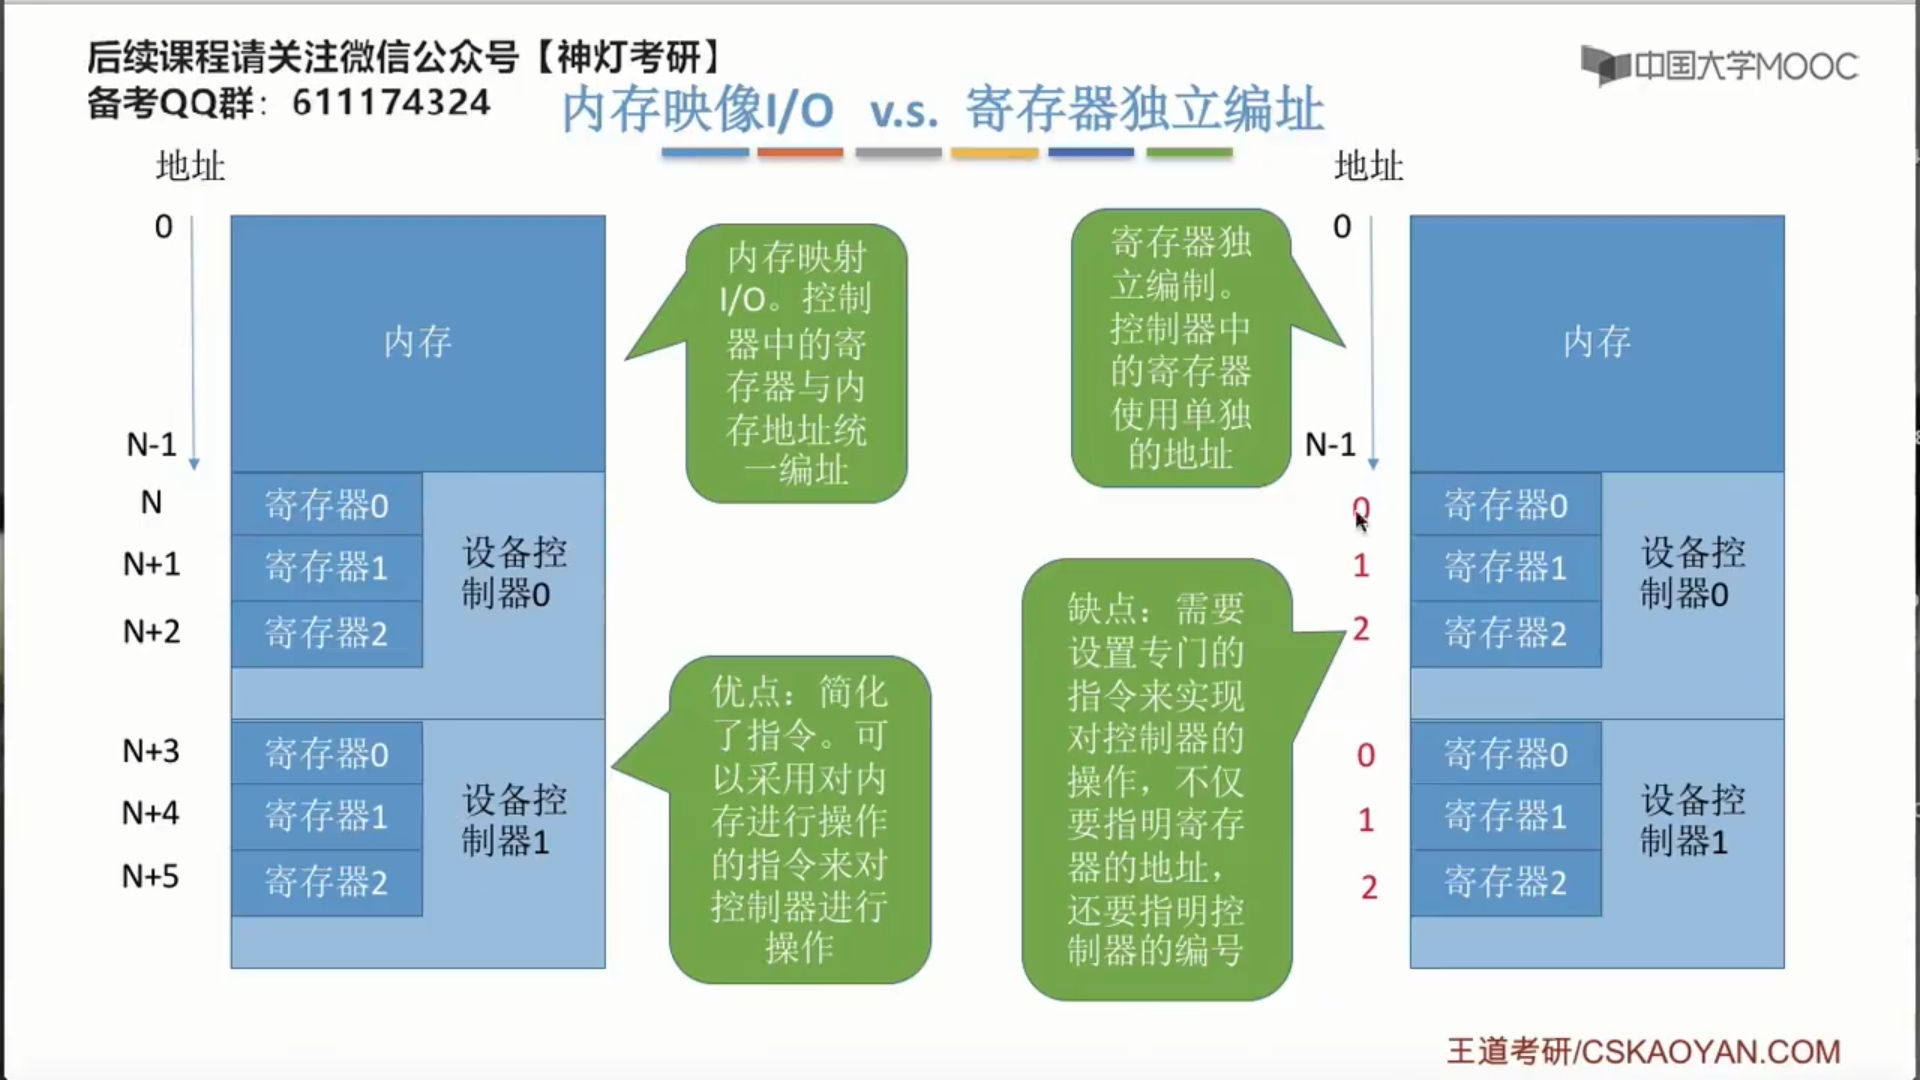 后续课程请关注微信公众号【神灯考研】
备考QQ群：611174324
中国大学MOOC
内存映像I/O v.s. 寄存器独立编址
地址
0
N-1
N
N+1
N+2
N+3
N+4
N+5
内存
寄存器0
寄存器1
寄存器2
设备控
制器0
寄存器0
寄存器1
寄存器2
设备控
制器1
内存映射
I/O。控制
器中的寄
存器与内
存地址统
一编址
优点：简化
了指令。可
以采用对内
存进行操作
的指令来对
控制器进行
操作
寄存器独
立编制。
控制器中
的寄存器
使用单独
的地址
缺点：需要
设置专门的
指令来实现
对控制器的
操作，不仅
要指明寄存
器的地址，
还要指明控
制器的编号
地址
0
N-1
0
1
2
0
1
2
内存
寄存器0
寄存器1
寄存器2
设备控
制器0
寄存器0
寄存器1
寄存器2
设备控
制器1
王道考研/CSKAOYAN.COM